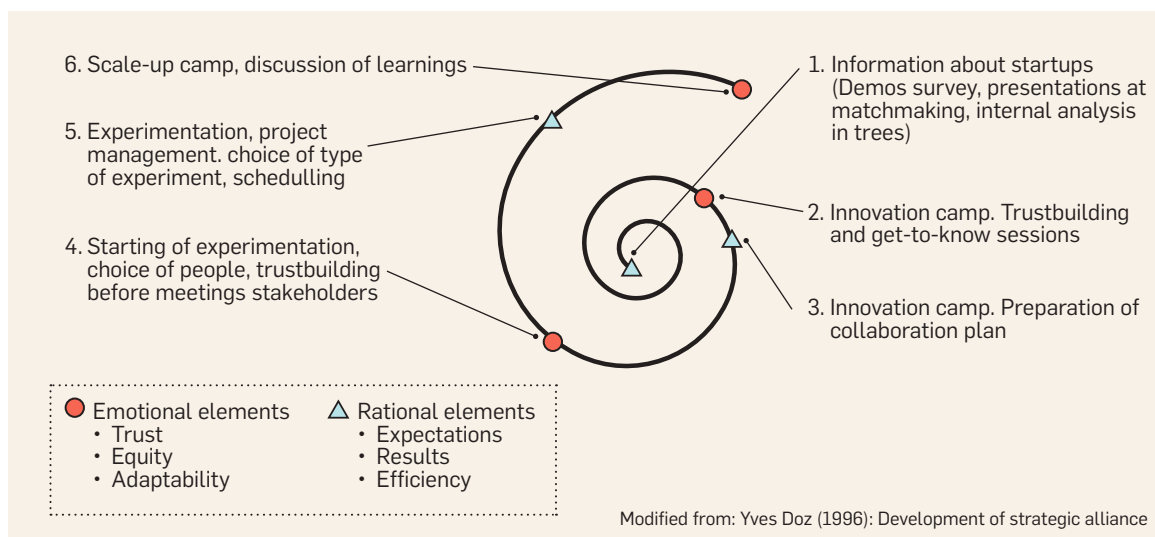 6. Scale-up camp, discussion of learnings
5. Experimentation, project
management. choice of type
of experiment, schedulling
4. Starting of experimentation,
choice of people, trustbuilding
before meetings stakeholders
1. Information about startups
(Demos survey, presentations at
matchmaking, internal analysis
in trees)
2. Innovation camp. Trustbuilding
and get-to-know sessions
3. Innovation camp. Preparation of
collaboration plan
Emotional elements
• Trust
• Equity
• Adaptability
Rational elements
• Expectations
• Results
• Efficiency
Modified from: Yves Doz (1996): Development of strategic alliance